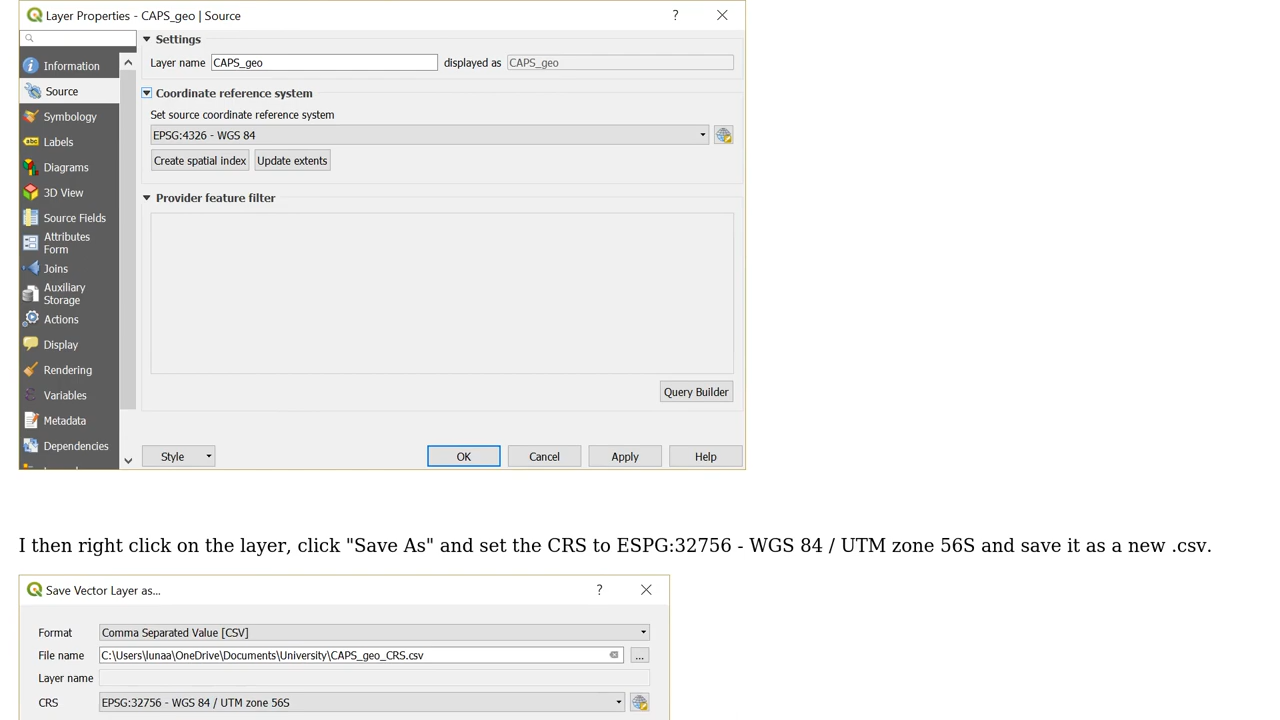 Layer Properties - CAPS_geo | Source
?
Settings
Layer name CAPS_geo displayed as CAPS_geo
Information
Source
Symbology
Labels
Diagrams
3D View
Source Fields
Attributes
Form
Joins
Auxiliary
Storage
Actions
Display
Rendering
Variables
Metadata
Dependencies
Coordinate reference system
Set source coordinate reference system
EPSG:4326 - WGS 84
Create spatial index Update extents
Provider feature filter
Query Builder
Style OK Cancel Apply Help
I then right click on the layer, click "Save As" and set the CRS to ESPG:32756 - WGS 84 / UTM zone 56S and save it as a new .csv.
Save Vector Layer as...
?
Format Comma Separated Value [CSV]
File name C:\Users\lunaa\OneDrive\Documents\University\CAPS_geo_CRS.csv ...
Layer name
CRS EPSG:32756 - WGS 84 / UTM zone 56S